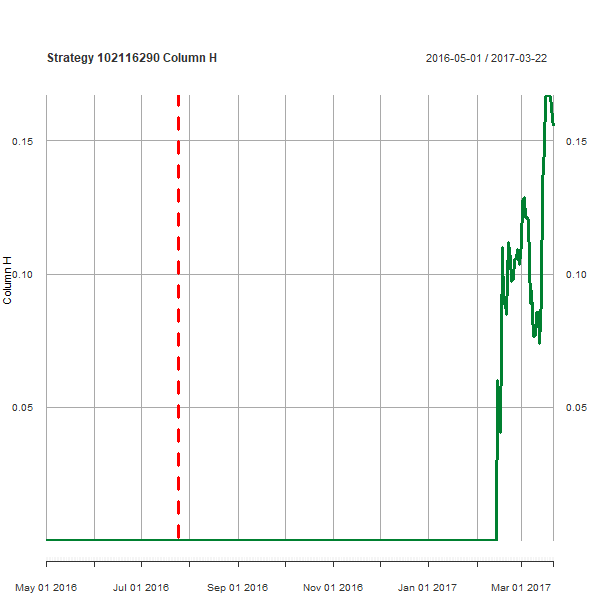 Strategy 102116290 Column H
2016-05-01 / 2017-03-22
0.15
0.15
0.10
0.10
Column H
0.05
0.05
May 01 2016
Jul 01 2016
Sep 01 2016
Nov 01 2016
Jan 01 2017
Mar 01 2017